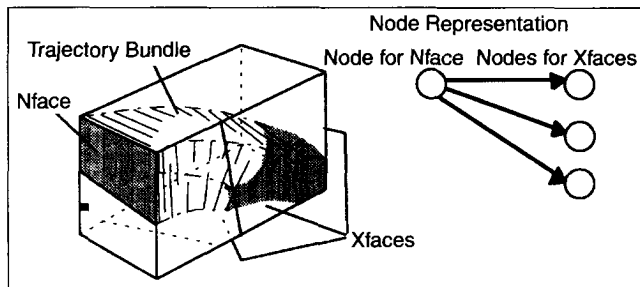 Node Representation
Trajectory Bundle
Node for Nface Nodes for Xfaces
Nface
Xfaces